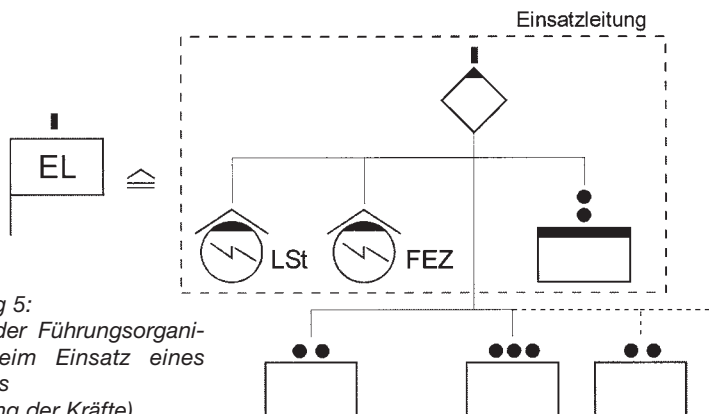 Einsatzleitung
EL
LSt
FEZ
g 5:
der Führungsorgani-
eim Einsatz eines
s
ng der Kräfte)